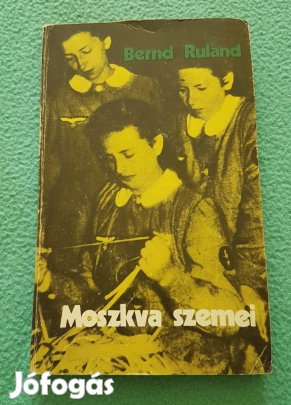 Bernd Ruland
Moszkva szemei
Jófogás